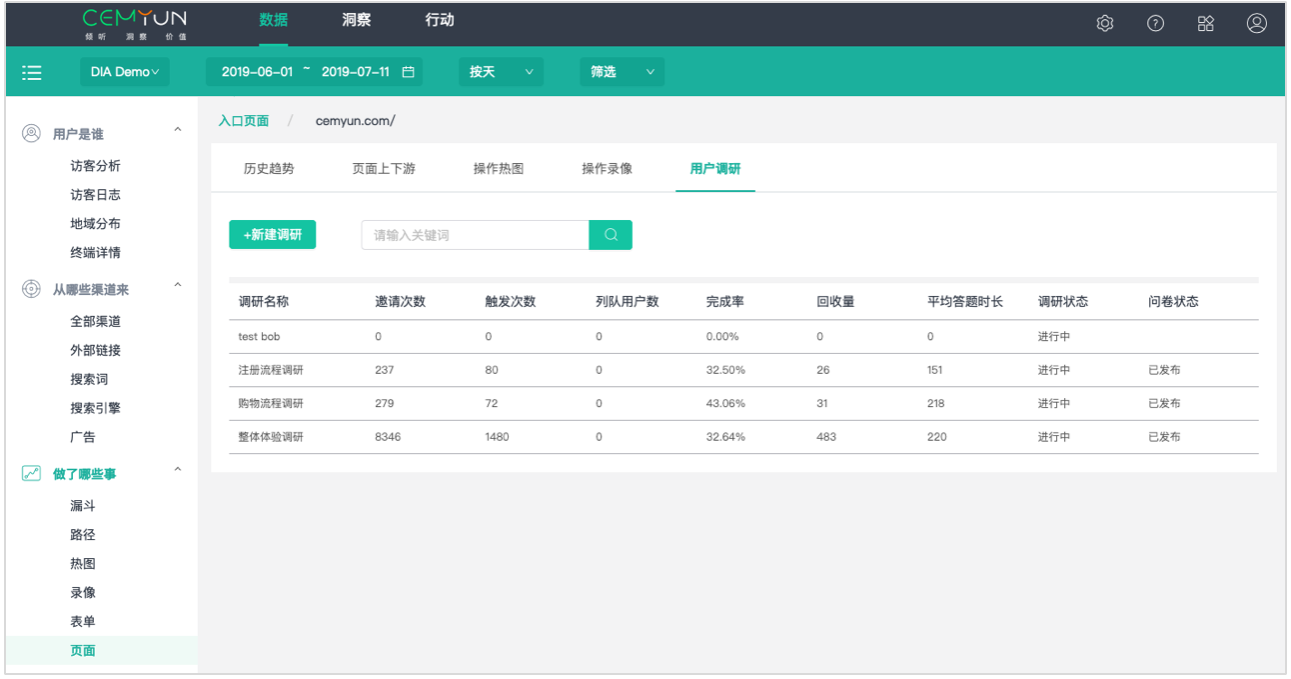 CEMYUN 数据 洞察 行动
倾听 洞察 价值
DIA Demo 2019-06-01 ~ 2019-07-11 按天 筛选
用户是谁
访客分析
访客日志
地域分布
终端详情
从哪些渠道来
全部渠道
外部链接
搜索词
搜索引擎
广告
做了哪些事
漏斗
路径
热图
录像
表单
页面
入口页面 / cemyun.com/
历史趋势 页面上下游 操作热图 操作录像 用户调研
+新建调研 请输入关键词
调研名称 邀请次数 触发次数 列队用户数 完成率 回收量 平均答题时长 调研状态 问卷状态
test bob 0 0 0 0.00% 0 0 进行中
注册流程调研 237 80 0 32.50% 26 151 进行中 已发布
购物流程调研 279 72 0 43.06% 31 218 进行中 已发布
整体体验调研 8346 1480 0 32.64% 483 220 进行中 已发布